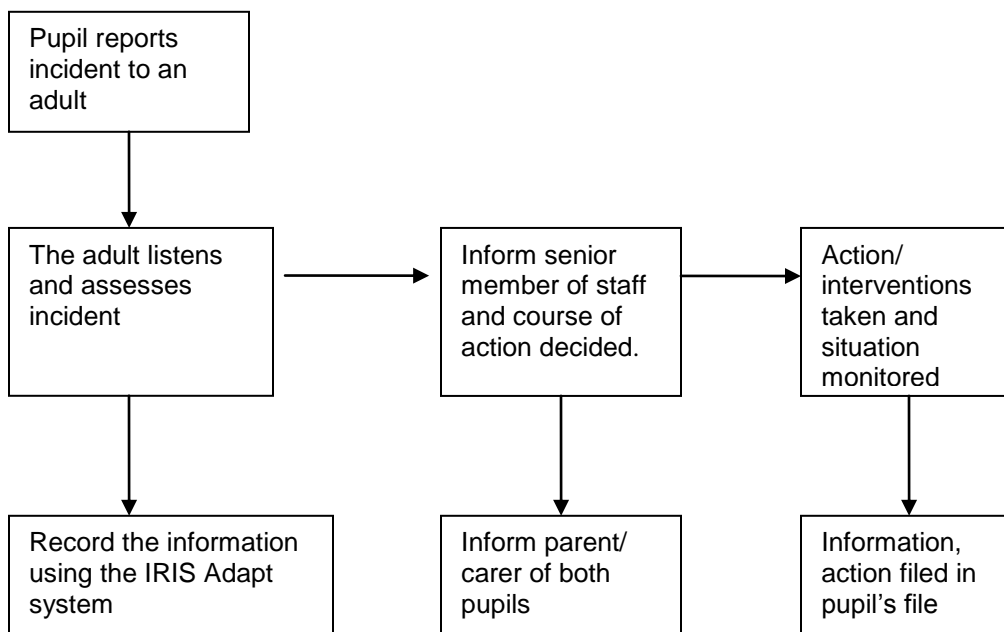 Pupil reports
incident to an
adult
The adult listens
and assesses
incident
Inform senior
member of staff
and course of
action decided.
Action/
interventions
taken and
situation
monitored
Record the information
using the IRIS Adapt
system
Inform parent/
carer of both
pupils
Information,
action filed in
pupil’s file